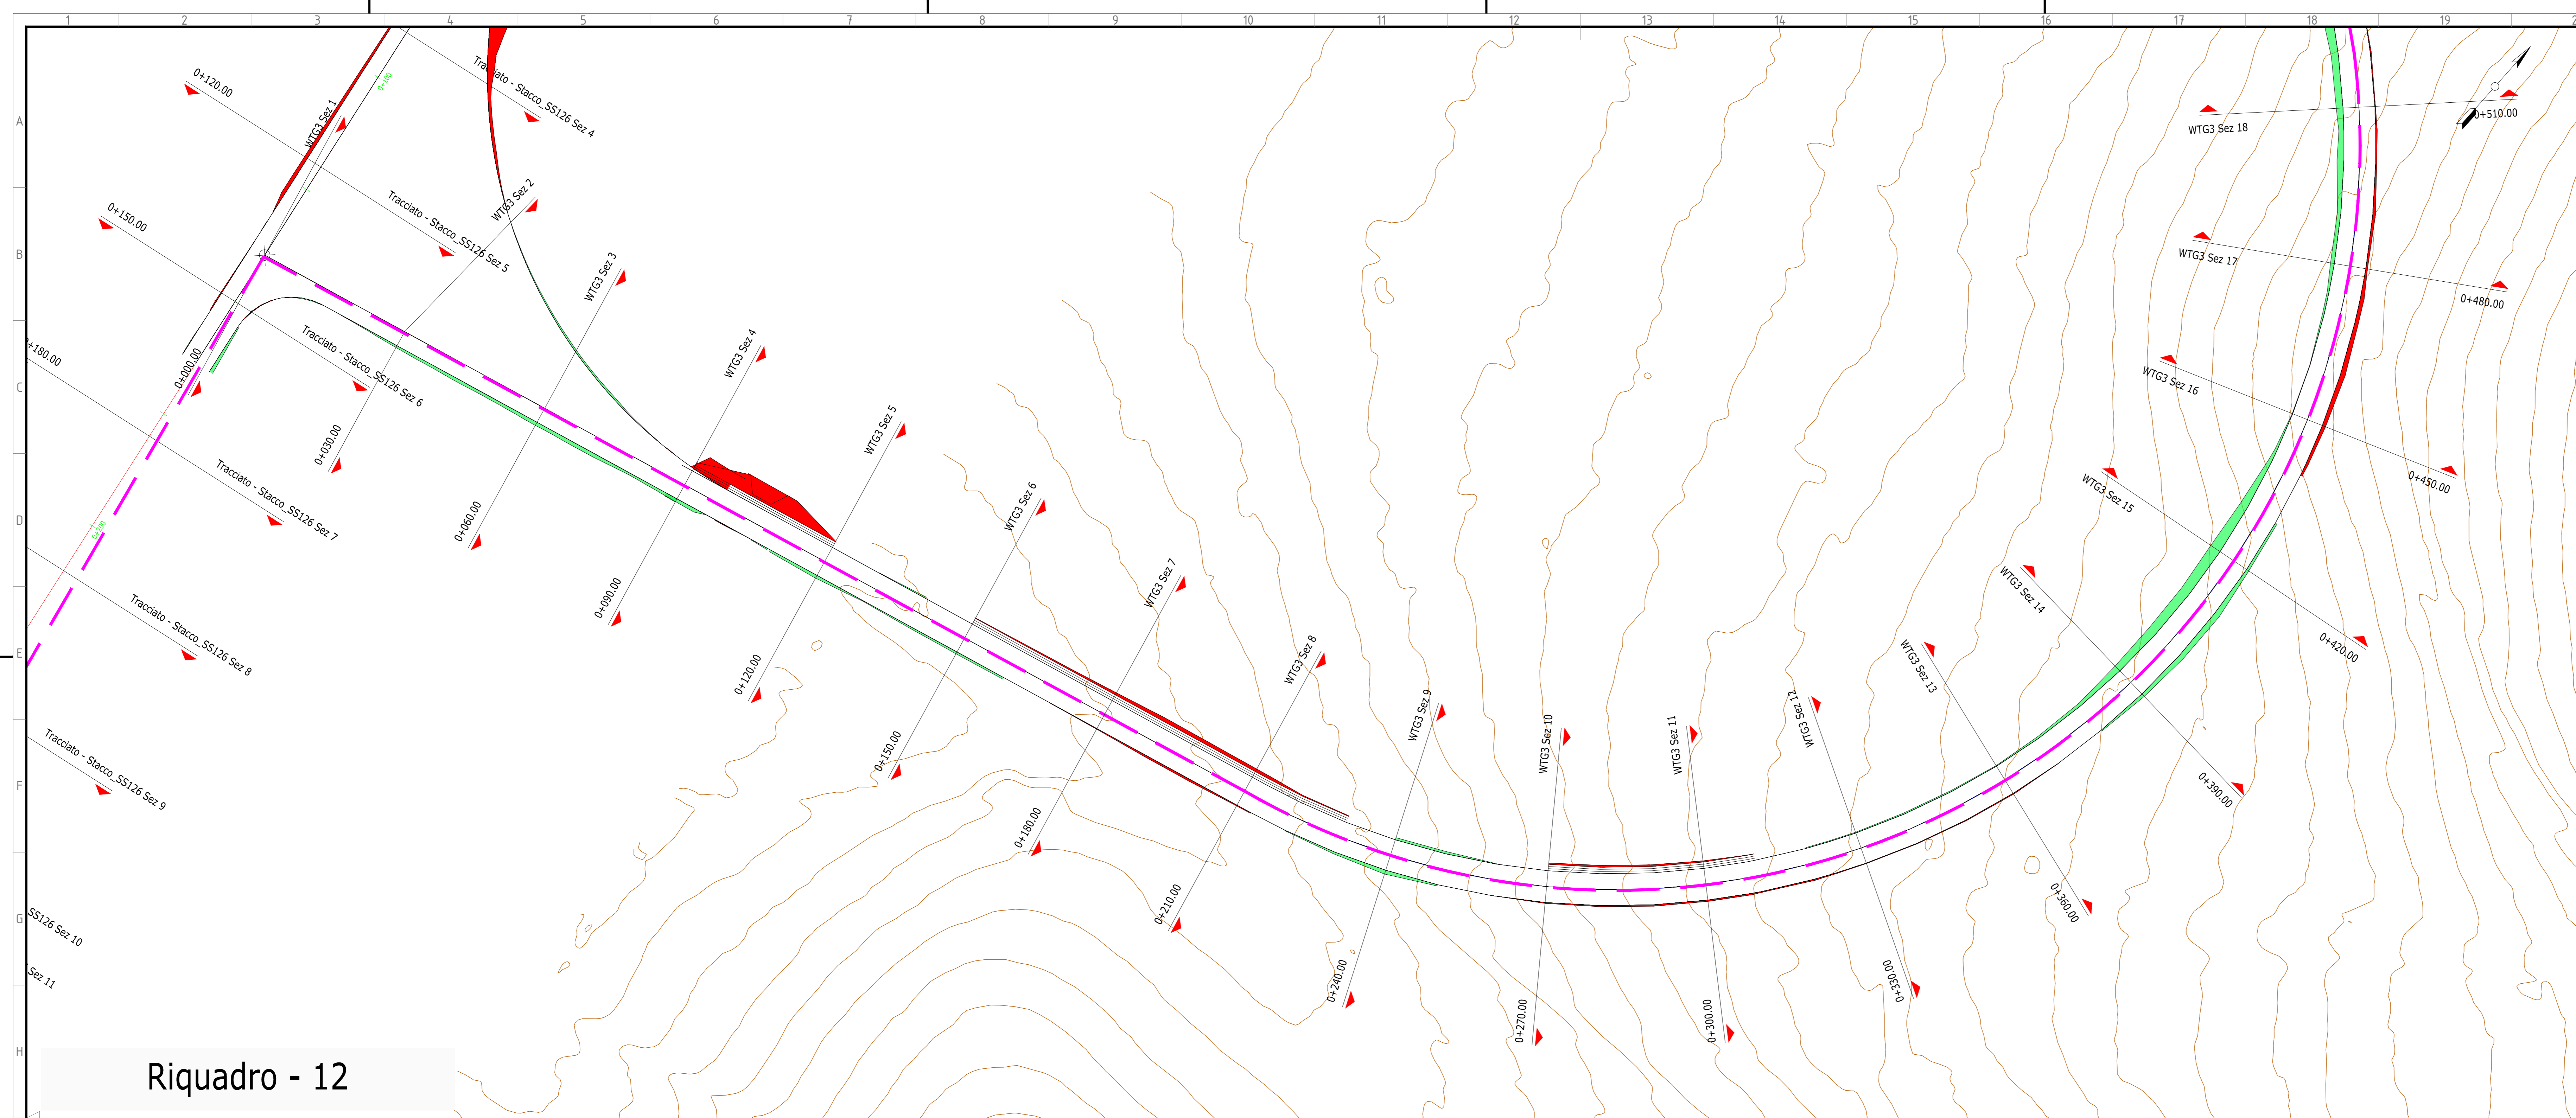 1 2 3 4 5 6 7 8 9 10 11 12 13 14 15 16 17 18 19
A
B
C
D
E
F
G
H
0+120.00
Tracciato - Stacco_SS126 Sez 4
0+100
WTG3 Sez 1
0+150.00
Tracciato - Stacco_SS126 Sez 5
WTG3 Sez 2
WTG3 Sez 3
+180.00
0+000.00
Tracciato - Stacco_SS126 Sez 6
WTG3 Sez 4
0+030.00
WTG3 Sez 5
Tracciato - Stacco_SS126 Sez 7
0+200
0+060.00
WTG3 Sez 6
Tracciato - Stacco_SS126 Sez 8
0+090.00
WTG3 Sez 7
0+120.00
WTG3 Sez 8
Tracciato - Stacco_SS126 Sez 9
0+150.00
WTG3 Sez 9
0+180.00
WTG3 Sez 10
WTG3 Sez 11
WTG3 Sez 12
WTG3 Sez 13
WTG3 Sez 14
WTG3 Sez 15
WTG3 Sez 16
WTG3 Sez 17
WTG3 Sez 18
0+510.00
0+480.00
0+450.00
0+420.00
0+390.00
0+360.00
0+330.00
0+300.00
0+270.00
0+240.00
0+210.00
SS126 Sez 10
Sez 11
Riquadro - 12